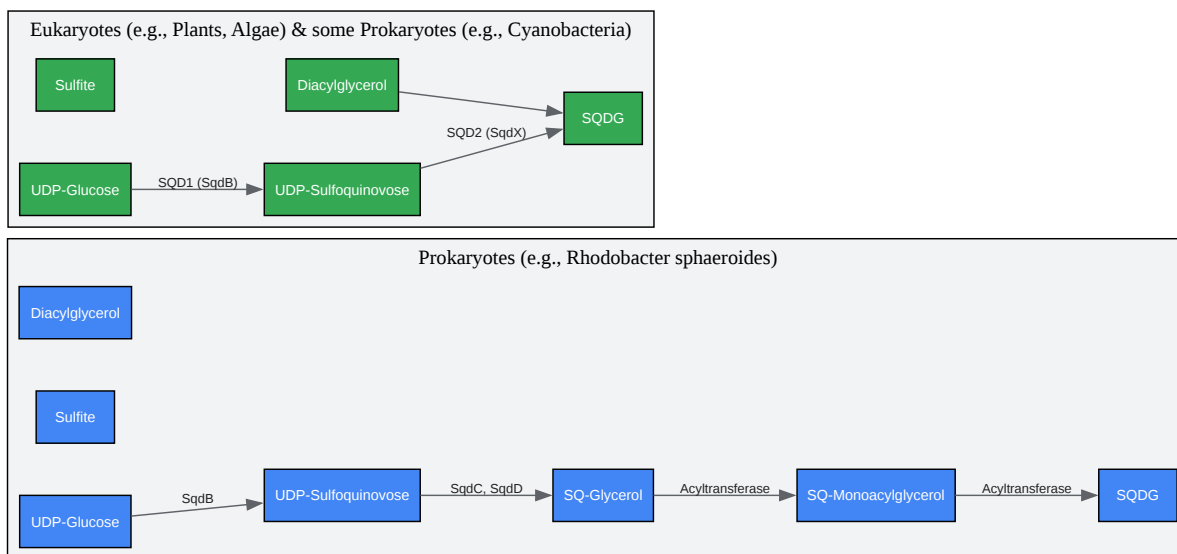 Eukaryotes (e.g., Plants, Algae) & some Prokaryotes (e.g., Cyanobacteria)
Sulfite
Diacylglycerol
SQDG
SQD2 (SqdX)
UDP-Glucose
SQD1 (SqdB)
UDP-Sulfoquinovose
Prokaryotes (e.g., Rhodobacter sphaeroides)
Diacylglycerol
Sulfite
UDP-Glucose
SqdB
UDP-Sulfoquinovose
SqdC, SqdD
SQ-Glycerol
Acyltransferase
SQ-Monoacylglycerol
Acyltransferase
SQDG